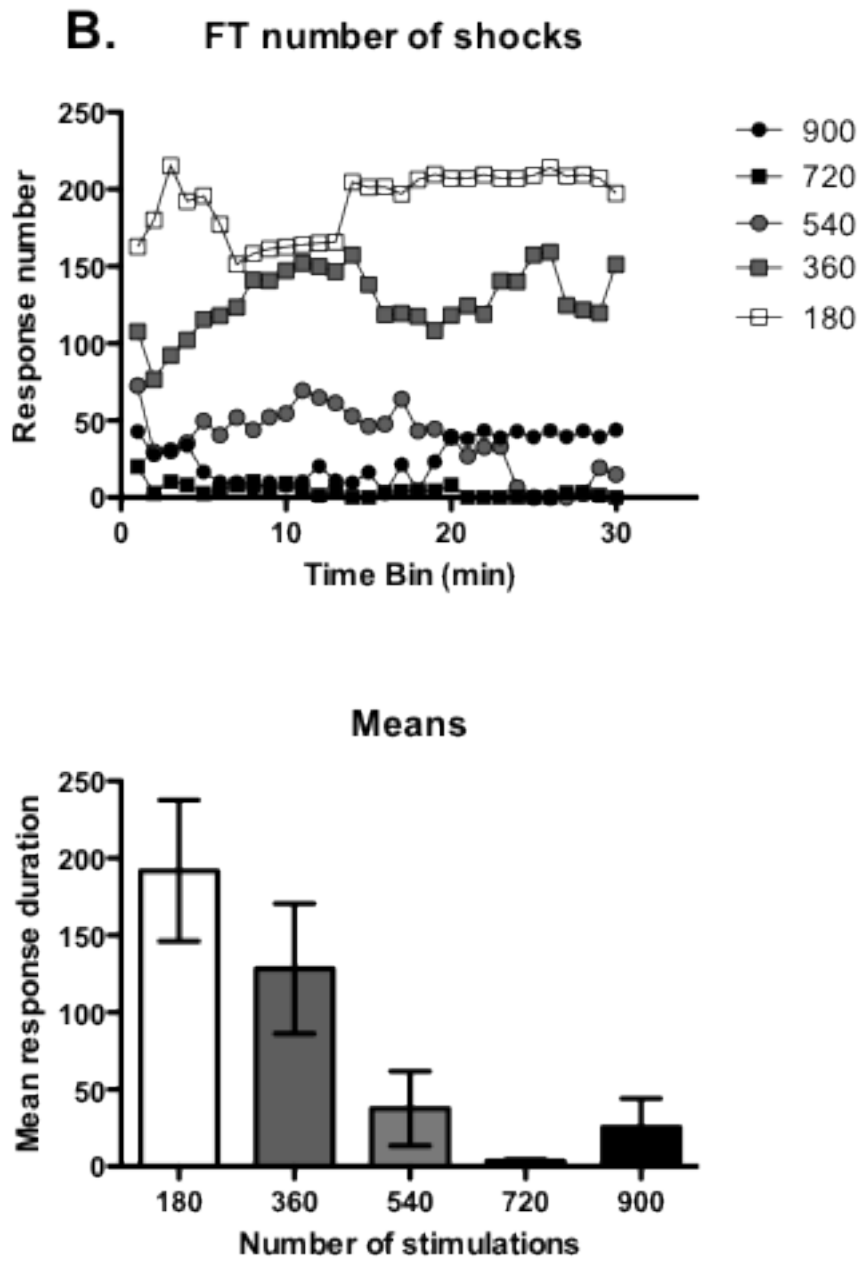 B. FT number of shocks
250
200
150
100
50
0
Response number
0 10 20 30
Time Bin (min)
900
720
540
360
180
Means
250
200
150
100
50
0
Mean response duration
180 360 540 720 900
Number of stimulations